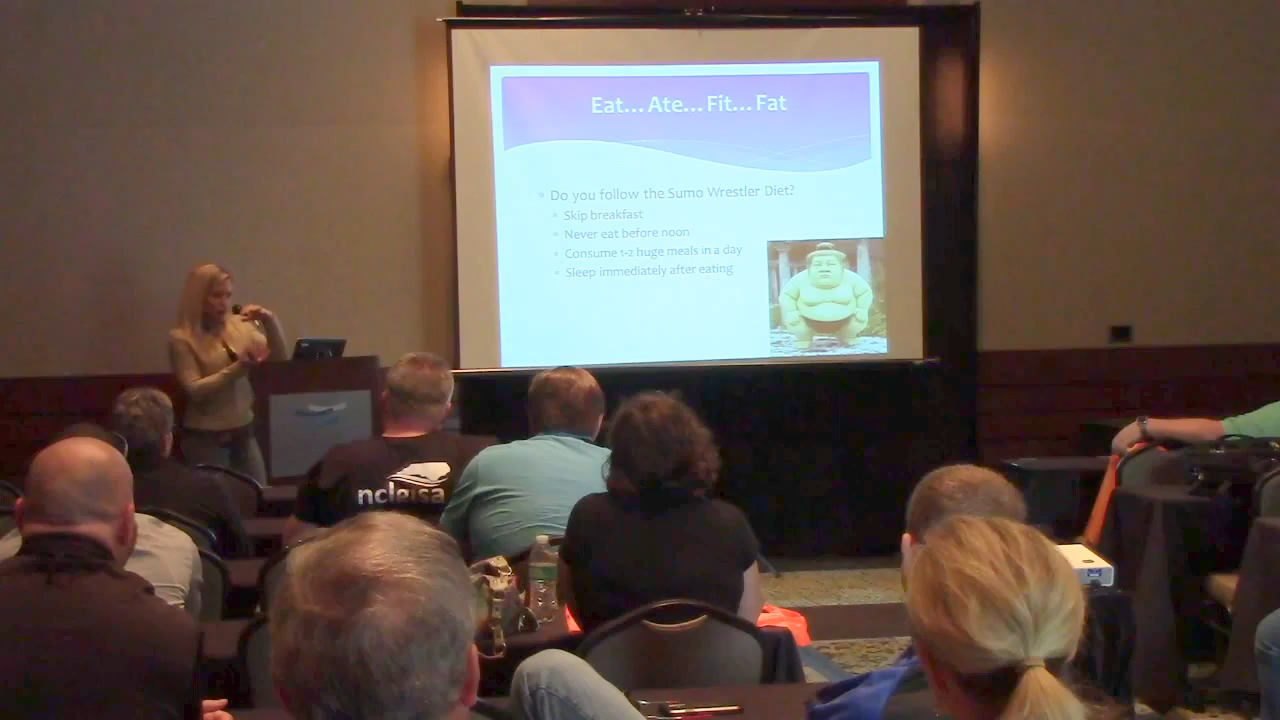 Eat... Ate... Fit... Fat
Do you follow the Sumo Wrestler Diet?
Skip breakfast
Never eat before noon
Consume 1-2 huge meals in a day
Sleep immediately after eating
nclgisa